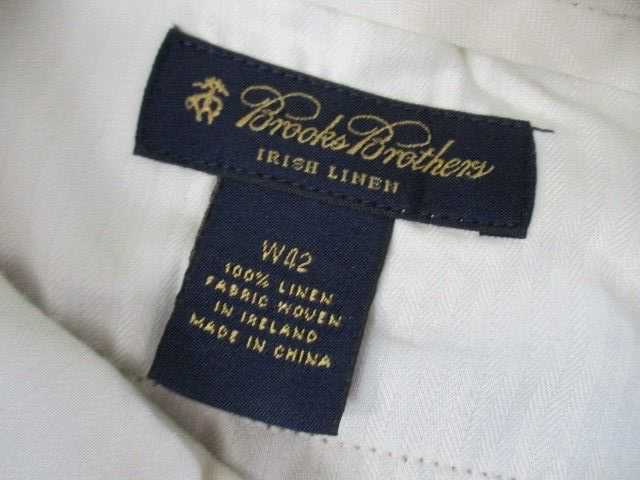 Brooks Brothers
IRISH LINEN
W42
100% LINEN
FABRIC WOVEN
IN IRELAND
MADE IN CHINA